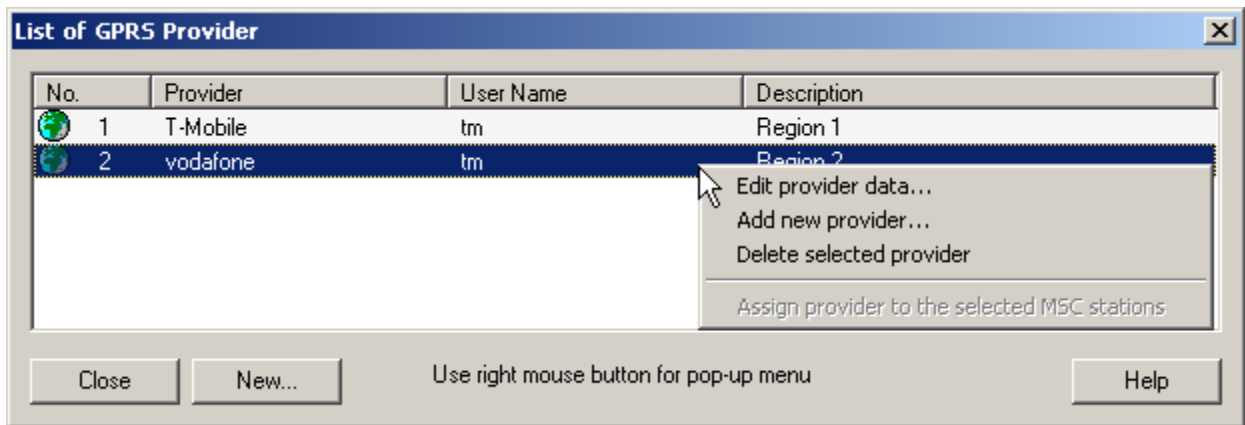 List of GPRS Provider
No. Provider User Name Description
1 T-Mobile tm Region 1
2 vodafone tm Region 2
Edit provider data...
Add new provider...
Delete selected provider
Assign provider to the selected MSC stations
Close New... Use right mouse button for pop-up menu Help